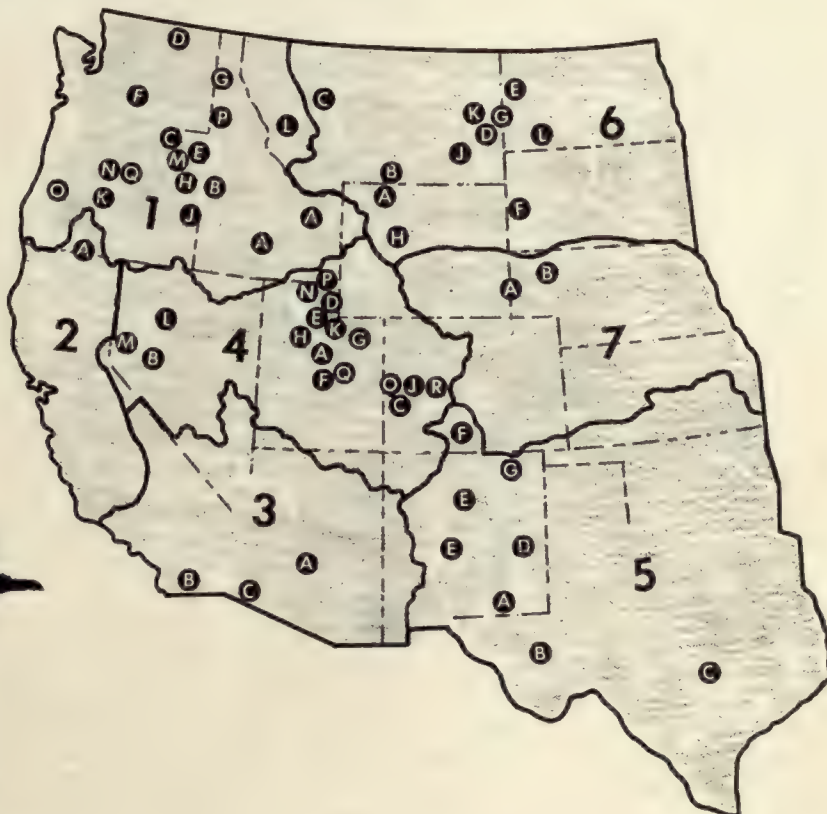 D
G
E
F C
P K G
L 6
C D L
M E J
N Q B
H B
O K A
1 J A F
A A H
P B
N A
D
L E
K
2 M 4 H G 7
B A
F Q
O J R
C
F
G
E
3
E D
A
B 5
C A
B
C